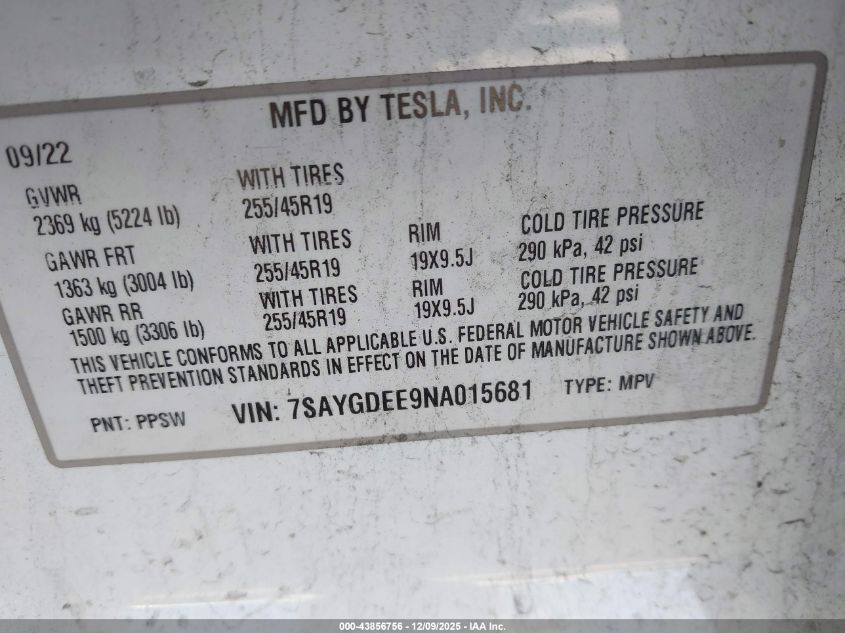 MFD BY TESLA, INC.
09/22
GVWR WITH TIRES
2369 kg (5224 lb) 255/45R19
GAWR FRT WITH TIRES RIM COLD TIRE PRESSURE
1363 kg (3004 lb) 255/45R19 19X9.5J 290 kPa, 42 psi
GAWR RR WITH TIRES RIM COLD TIRE PRESSURE
1500 kg (3306 lb) 255/45R19 19X9.5J 290 kPa, 42 psi
THIS VEHICLE CONFORMS TO ALL APPLICABLE U.S. FEDERAL MOTOR VEHICLE SAFETY AND
THEFT PREVENTION STANDARDS IN EFFECT ON THE DATE OF MANUFACTURE SHOWN ABOVE.
PNT: PPSW VIN: 7SAYGDEE9NA015681 TYPE: MPV
000-43856756 - 12/09/2025 - IAA Inc.